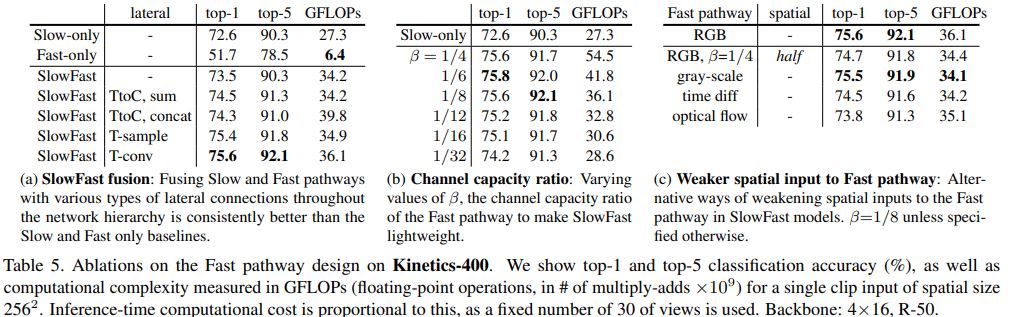 lateral top-1 top-5 GFLOPs
Slow-only - 72.6 90.3 27.3
Fast-only - 51.7 78.5 6.4
SlowFast - 73.5 90.3 34.2
SlowFast TtoC, sum 74.5 91.3 34.2
SlowFast TtoC, concat 74.3 91.0 39.8
SlowFast T-sample 75.4 91.8 34.9
SlowFast T-conv 75.6 92.1 36.1
(a) SlowFast fusion: Fusing Slow and Fast pathways
with various types of lateral connections throughout
the network hierarchy is consistently better than the
Slow and Fast only baselines.
top-1 top-5 GFLOPs
Slow-only 72.6 90.3 27.3
β = 1/4 75.6 91.7 54.5
1/6 75.8 92.0 41.8
1/8 75.6 92.1 36.1
1/12 75.2 91.8 32.8
1/16 75.1 91.7 30.6
1/32 74.2 91.3 28.6
(b) Channel capacity ratio: Varying
values of β, the channel capacity ratio
of the Fast pathway to make SlowFast
lightweight.
Fast pathway spatial top-1 top-5 GFLOPs
RGB - 75.6 92.1 36.1
RGB, β=1/4 half 74.7 91.8 34.4
gray-scale - 75.5 91.9 34.1
time diff - 74.5 91.6 34.2
optical flow - 73.8 91.3 35.1
(c) Weaker spatial input to Fast pathway: Alter-
native ways of weakening spatial inputs to the Fast
pathway in SlowFast models. β=1/8 unless speci-
fied otherwise.
Table 5. Ablations on the Fast pathway design on Kinetics-400. We show top-1 and top-5 classification accuracy (%), as well as
computational complexity measured in GFLOPs (floating-point operations, in # of multiply-adds ×10⁹) for a single clip input of spatial size
256². Inference-time computational cost is proportional to this, as a fixed number of 30 of views is used. Backbone: 4×16, R-50.